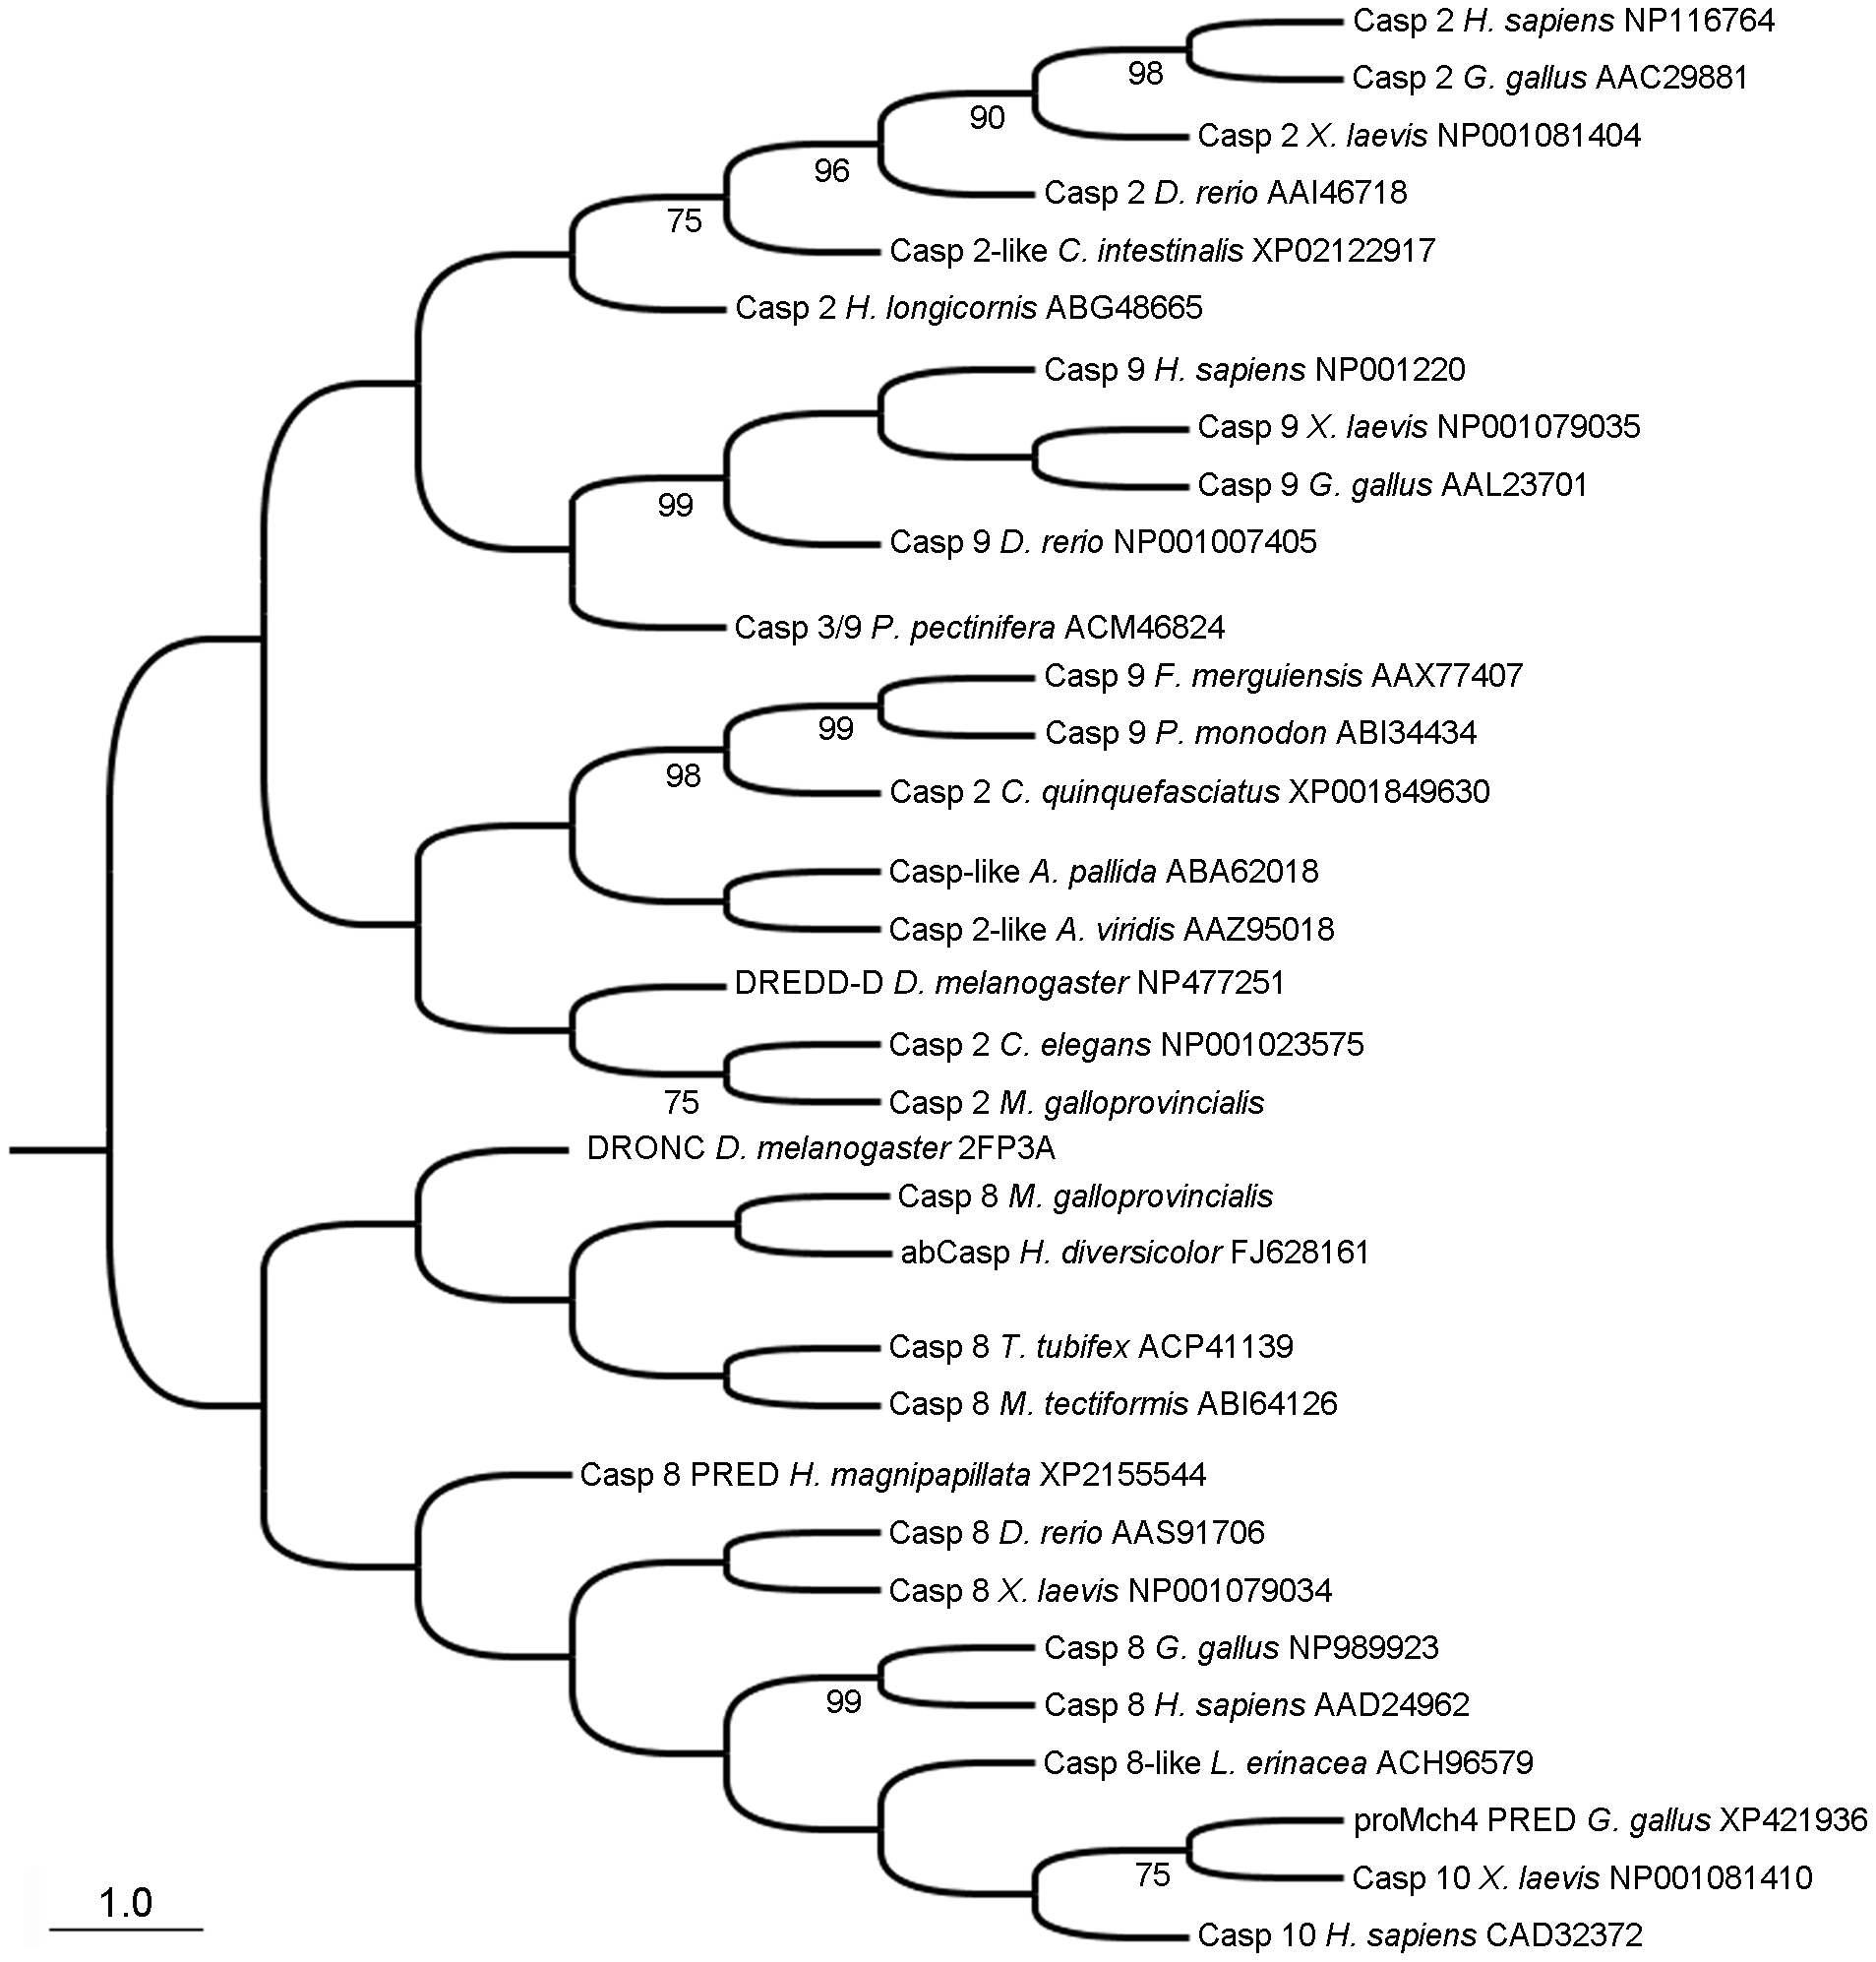 Casp 2 H. sapiens NP116764
98
Casp 2 G. gallus AAC29881
90
Casp 2 X. laevis NP001081404
96
Casp 2 D. rerio AAI46718
75
Casp 2-like C. intestinalis XP02122917
Casp 2 H. longicornis ABG48665
Casp 9 H. sapiens NP001220
Casp 9 X. laevis NP001079035
Casp 9 G. gallus AAL23701
99
Casp 9 D. rerio NP001007405
Casp 3/9 P. pectinifera ACM46824
Casp 9 F. merguiensis AAX77407
99
Casp 9 P. monodon ABI34434
98
Casp 2 C. quinquefasciatus XP001849630
Casp-like A. pallida ABA62018
Casp 2-like A. viridis AAZ95018
DREDD-D D. melanogaster NP477251
Casp 2 C. elegans NP001023575
75
Casp 2 M. galloprovincialis
DRONC D. melanogaster 2FP3A
Casp 8 M. galloprovincialis
abCasp H. diversicolor FJ628161
Casp 8 T. tubifex ACP41139
Casp 8 M. tectiformis ABI64126
Casp 8 PRED H. magnipapillata XP2155544
Casp 8 D. rerio AAS91706
Casp 8 X. laevis NP001079034
Casp 8 G. gallus NP989923
99
Casp 8 H. sapiens AAD24962
Casp 8-like L. erinacea ACH96579
proMch4 PRED G. gallus XP421936
75
Casp 10 X. laevis NP001081410
1.0
Casp 10 H. sapiens CAD32372